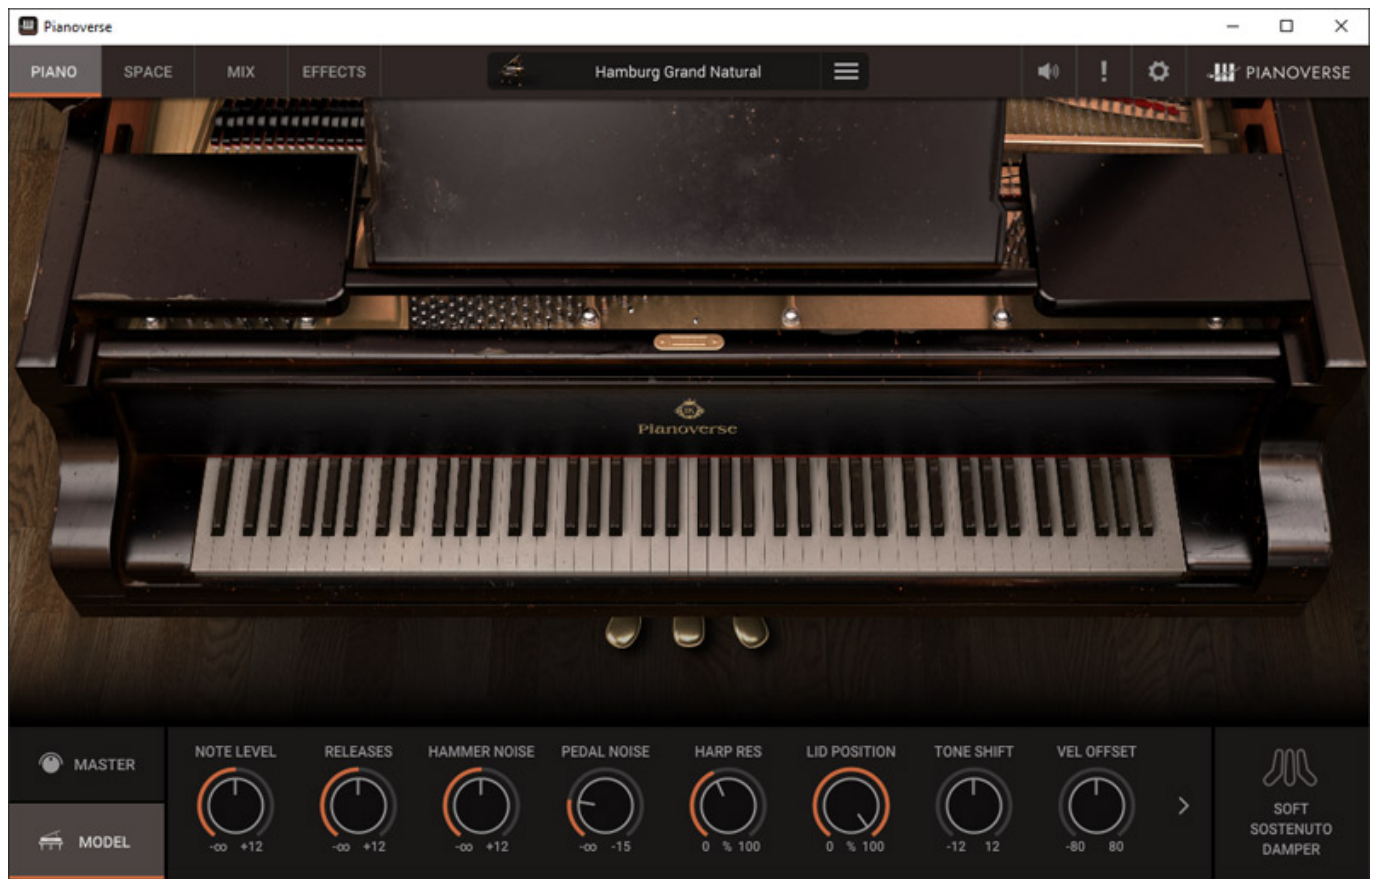 Pianoverse
PIANO SPACE MIX EFFECTS Hamburg Grand Natural ! PIANOVERSE
IK
Pianoverse
MASTER
MODEL
NOTE LEVEL RELEASES HAMMER NOISE PEDAL NOISE HARP RES LID POSITION TONE SHIFT VEL OFFSET
-∞ +12 -∞ +12 -∞ +12 -∞ -15 0 % 100 0 % 100 -12 12 -80 80
SOFT
SOSTENUTO
DAMPER